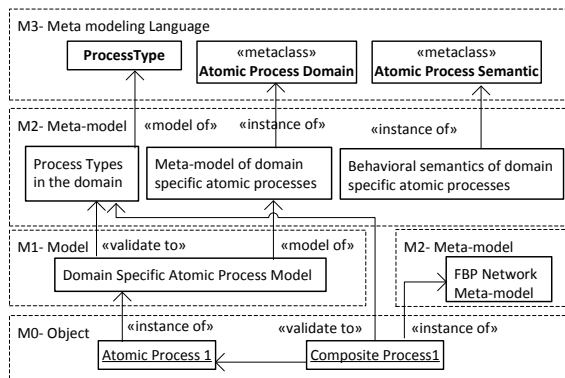 M3- Meta modeling Language
ProcessType
«metaclass»
Atomic Process Domain
«metaclass»
Atomic Process Semantic
M2- Meta-model
«model of»
«instance of»
«instance of»
Process Types
in the domain
Meta-model of domain
specific atomic processes
Behavioral semantics of domain
specific atomic processes
M1- Model
«validate to»
«model of»
Domain Specific Atomic Process Model
M2- Meta-model
FBP Network
Meta-model
M0- Object
«instance of»
«validate to»
«instance of»
Atomic Process 1
Composite Process1